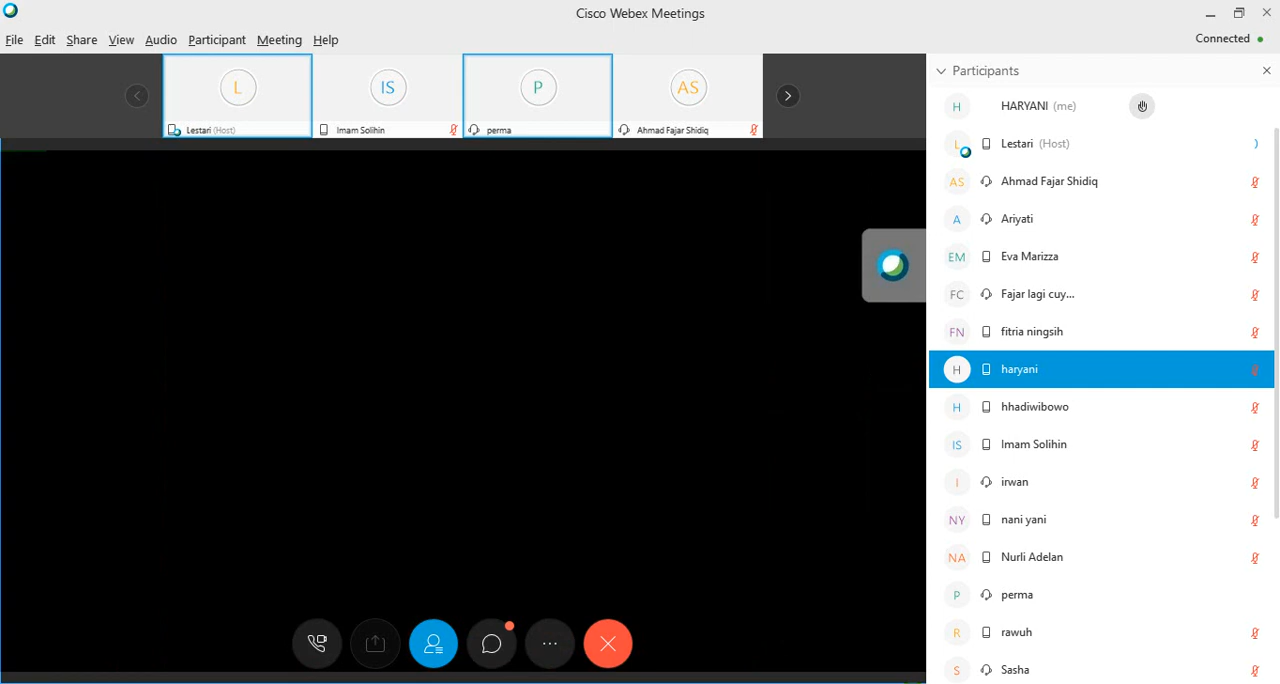 Cisco Webex Meetings
File Edit Share View Audio Participant Meeting Help
Connected
L
Lestari (Host)
IS
Imam Solihin
P
perma
AS
Ahmad Fajar Shidiq
Participants
H HARYANI (me)
L Lestari (Host)
AS Ahmad Fajar Shidiq
A Ariyati
EM Eva Marizza
FC Fajar lagi cuy...
FN fitria ningsih
H haryani
H hhadiwibowo
IS Imam Solihin
I irwan
NY nani yani
NA Nurli Adelan
P perma
R rawuh
S Sasha